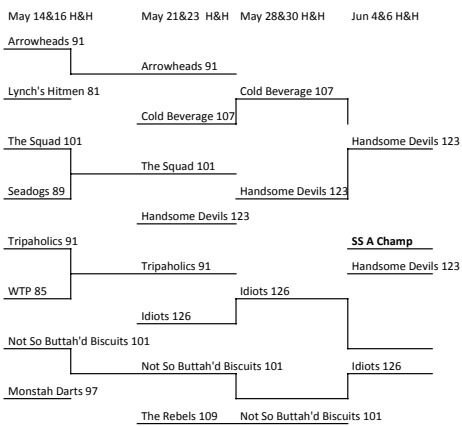 May 14&16 H&H May 21&23 H&H May 28&30 H&H Jun 4&6 H&H
Arrowheads 91
Arrowheads 91
Lynch's Hitmen 81 Cold Beverage 107
Cold Beverage 107
The Squad 101 Handsome Devils 123
The Squad 101
Seadogs 89 Handsome Devils 123
Handsome Devils 123
Tripaholics 91 SS A Champ
Tripaholics 91 Handsome Devils 123
WTP 85 Idiots 126
Idiots 126
Not So Buttah'd Biscuits 101
Not So Buttah'd Biscuits 101 Idiots 126
Monstah Darts 97
The Rebels 109 Not So Buttah'd Biscuits 101